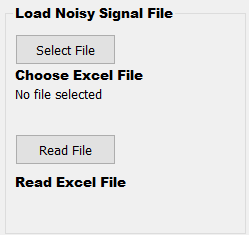 Load Noisy Signal File
Select File
Choose Excel File
No file selected
Read File
Read Excel File